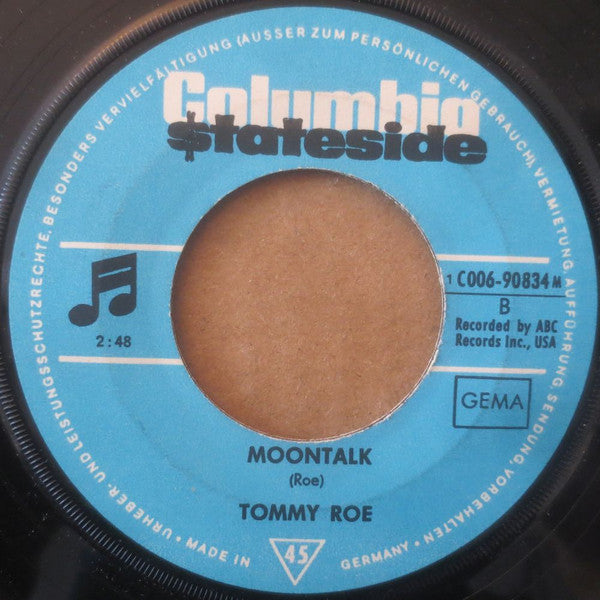 URHEBER- UND LEISTUNGSSCHUTZRECHTE, BESONDERS VERVIELFÄLTIGUNG (AUSSER ZUM PERSÖNLICHEN GEBRAUCH), VERMIETUNG, AUFFÜHRUNG, SENDUNG, VORBEHALTEN
Columbia
Stateside
2:48
1 C006-90834 M
B
Recorded by ABC
Records Inc., USA
GEMA
MOONTALK
(Roe)
TOMMY ROE
• MADE IN
45
GERMANY •